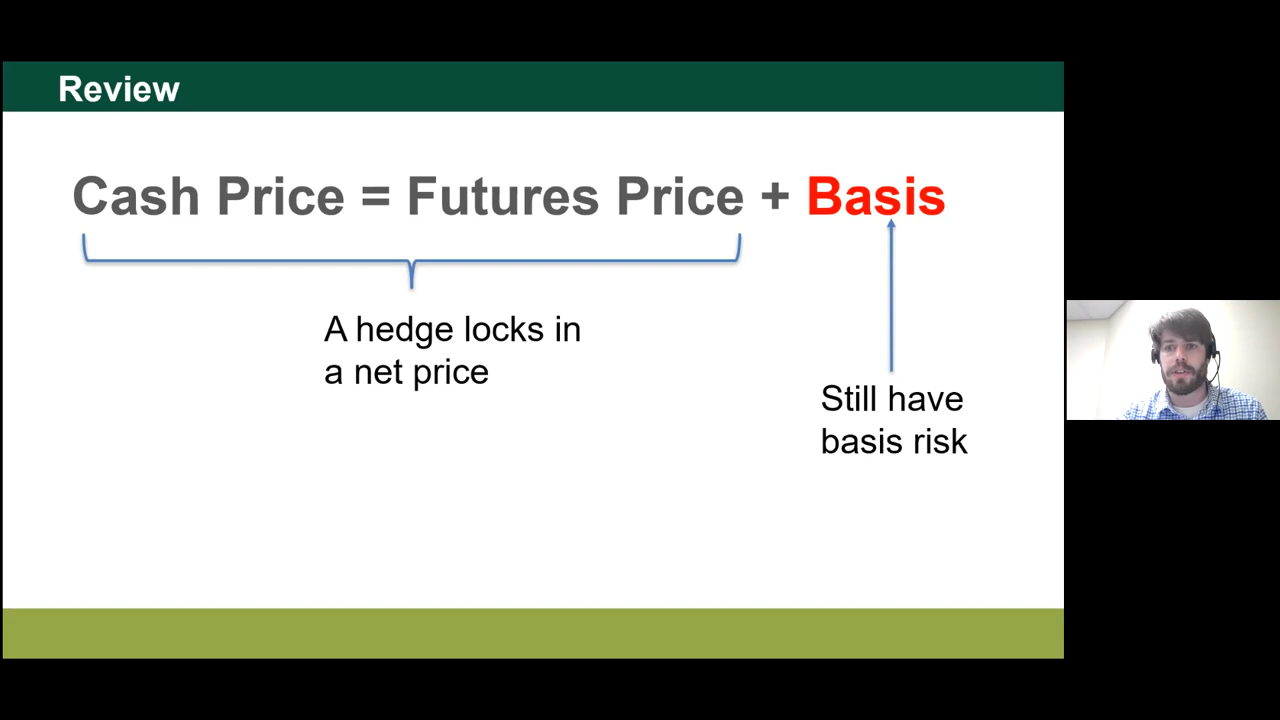 Review
Cash Price = Futures Price + Basis
A hedge locks in
a net price
Still have
basis risk